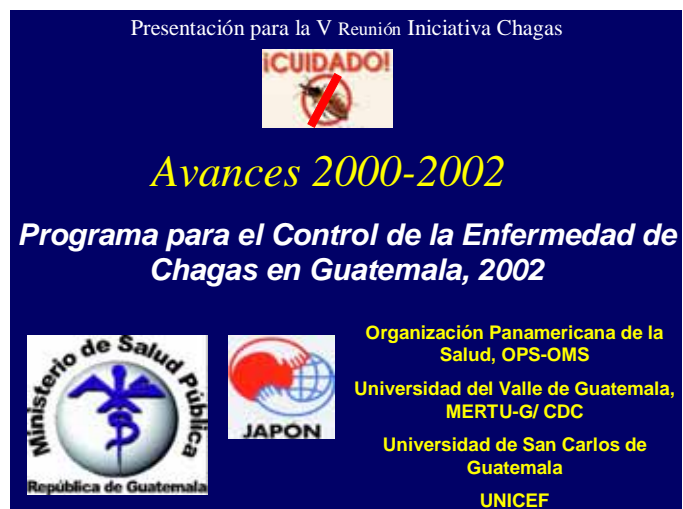 Presentación para la V Reunión Iniciativa Chagas
¡CUIDADO!
Avances 2000-2002
Programa para el Control de la Enfermedad de
Chagas en Guatemala, 2002
Ministerio de Salud Pública
República de Guatemala
JAPON
Organización Panamericana de la
Salud, OPS-OMS
Universidad del Valle de Guatemala,
MERTU-G/ CDC
Universidad de San Carlos de
Guatemala
UNICEF